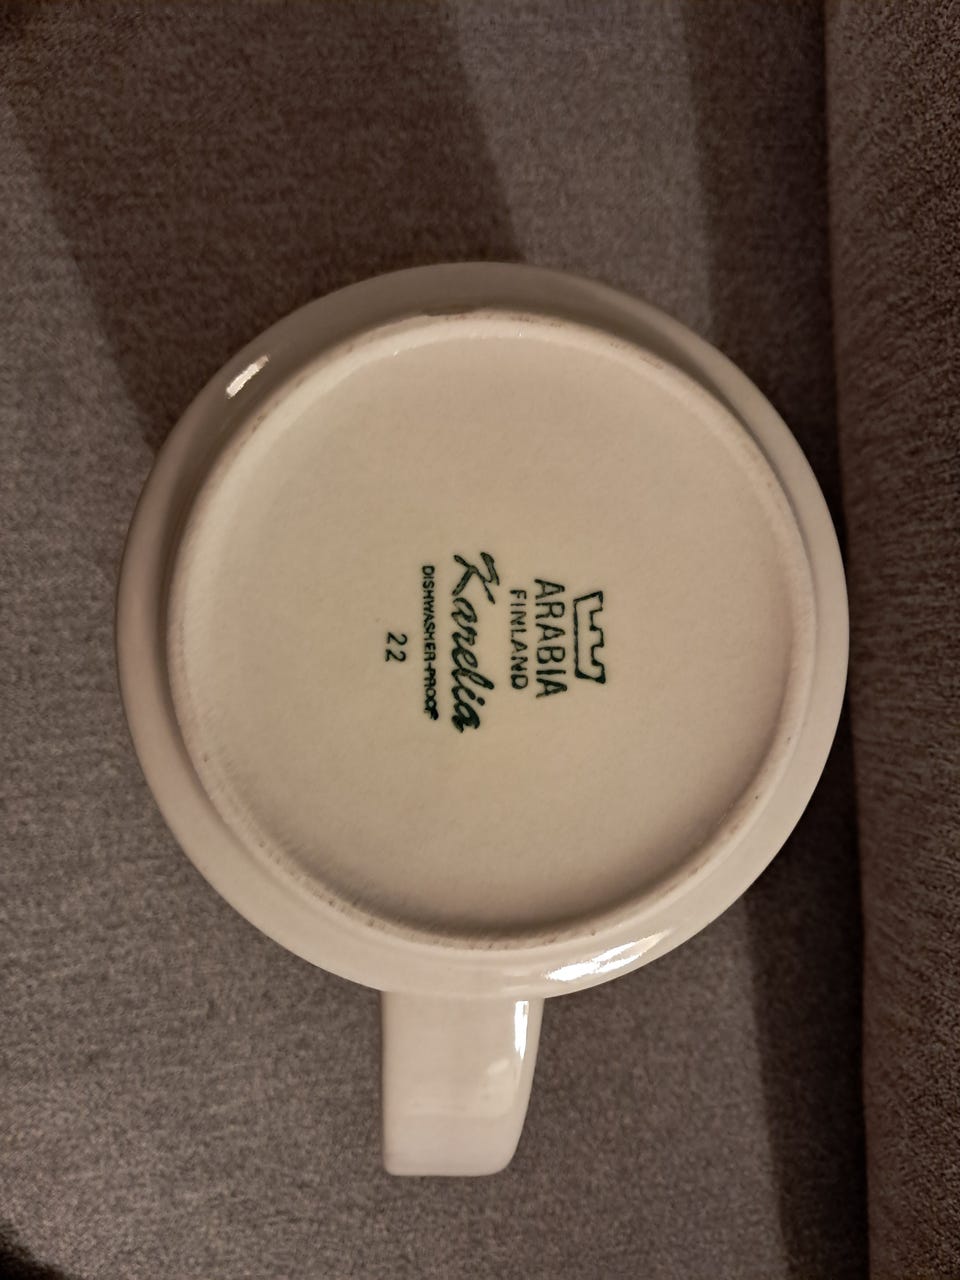 ARABIA
FINLAND
Karelia
DISHWASHER-PROOF
22